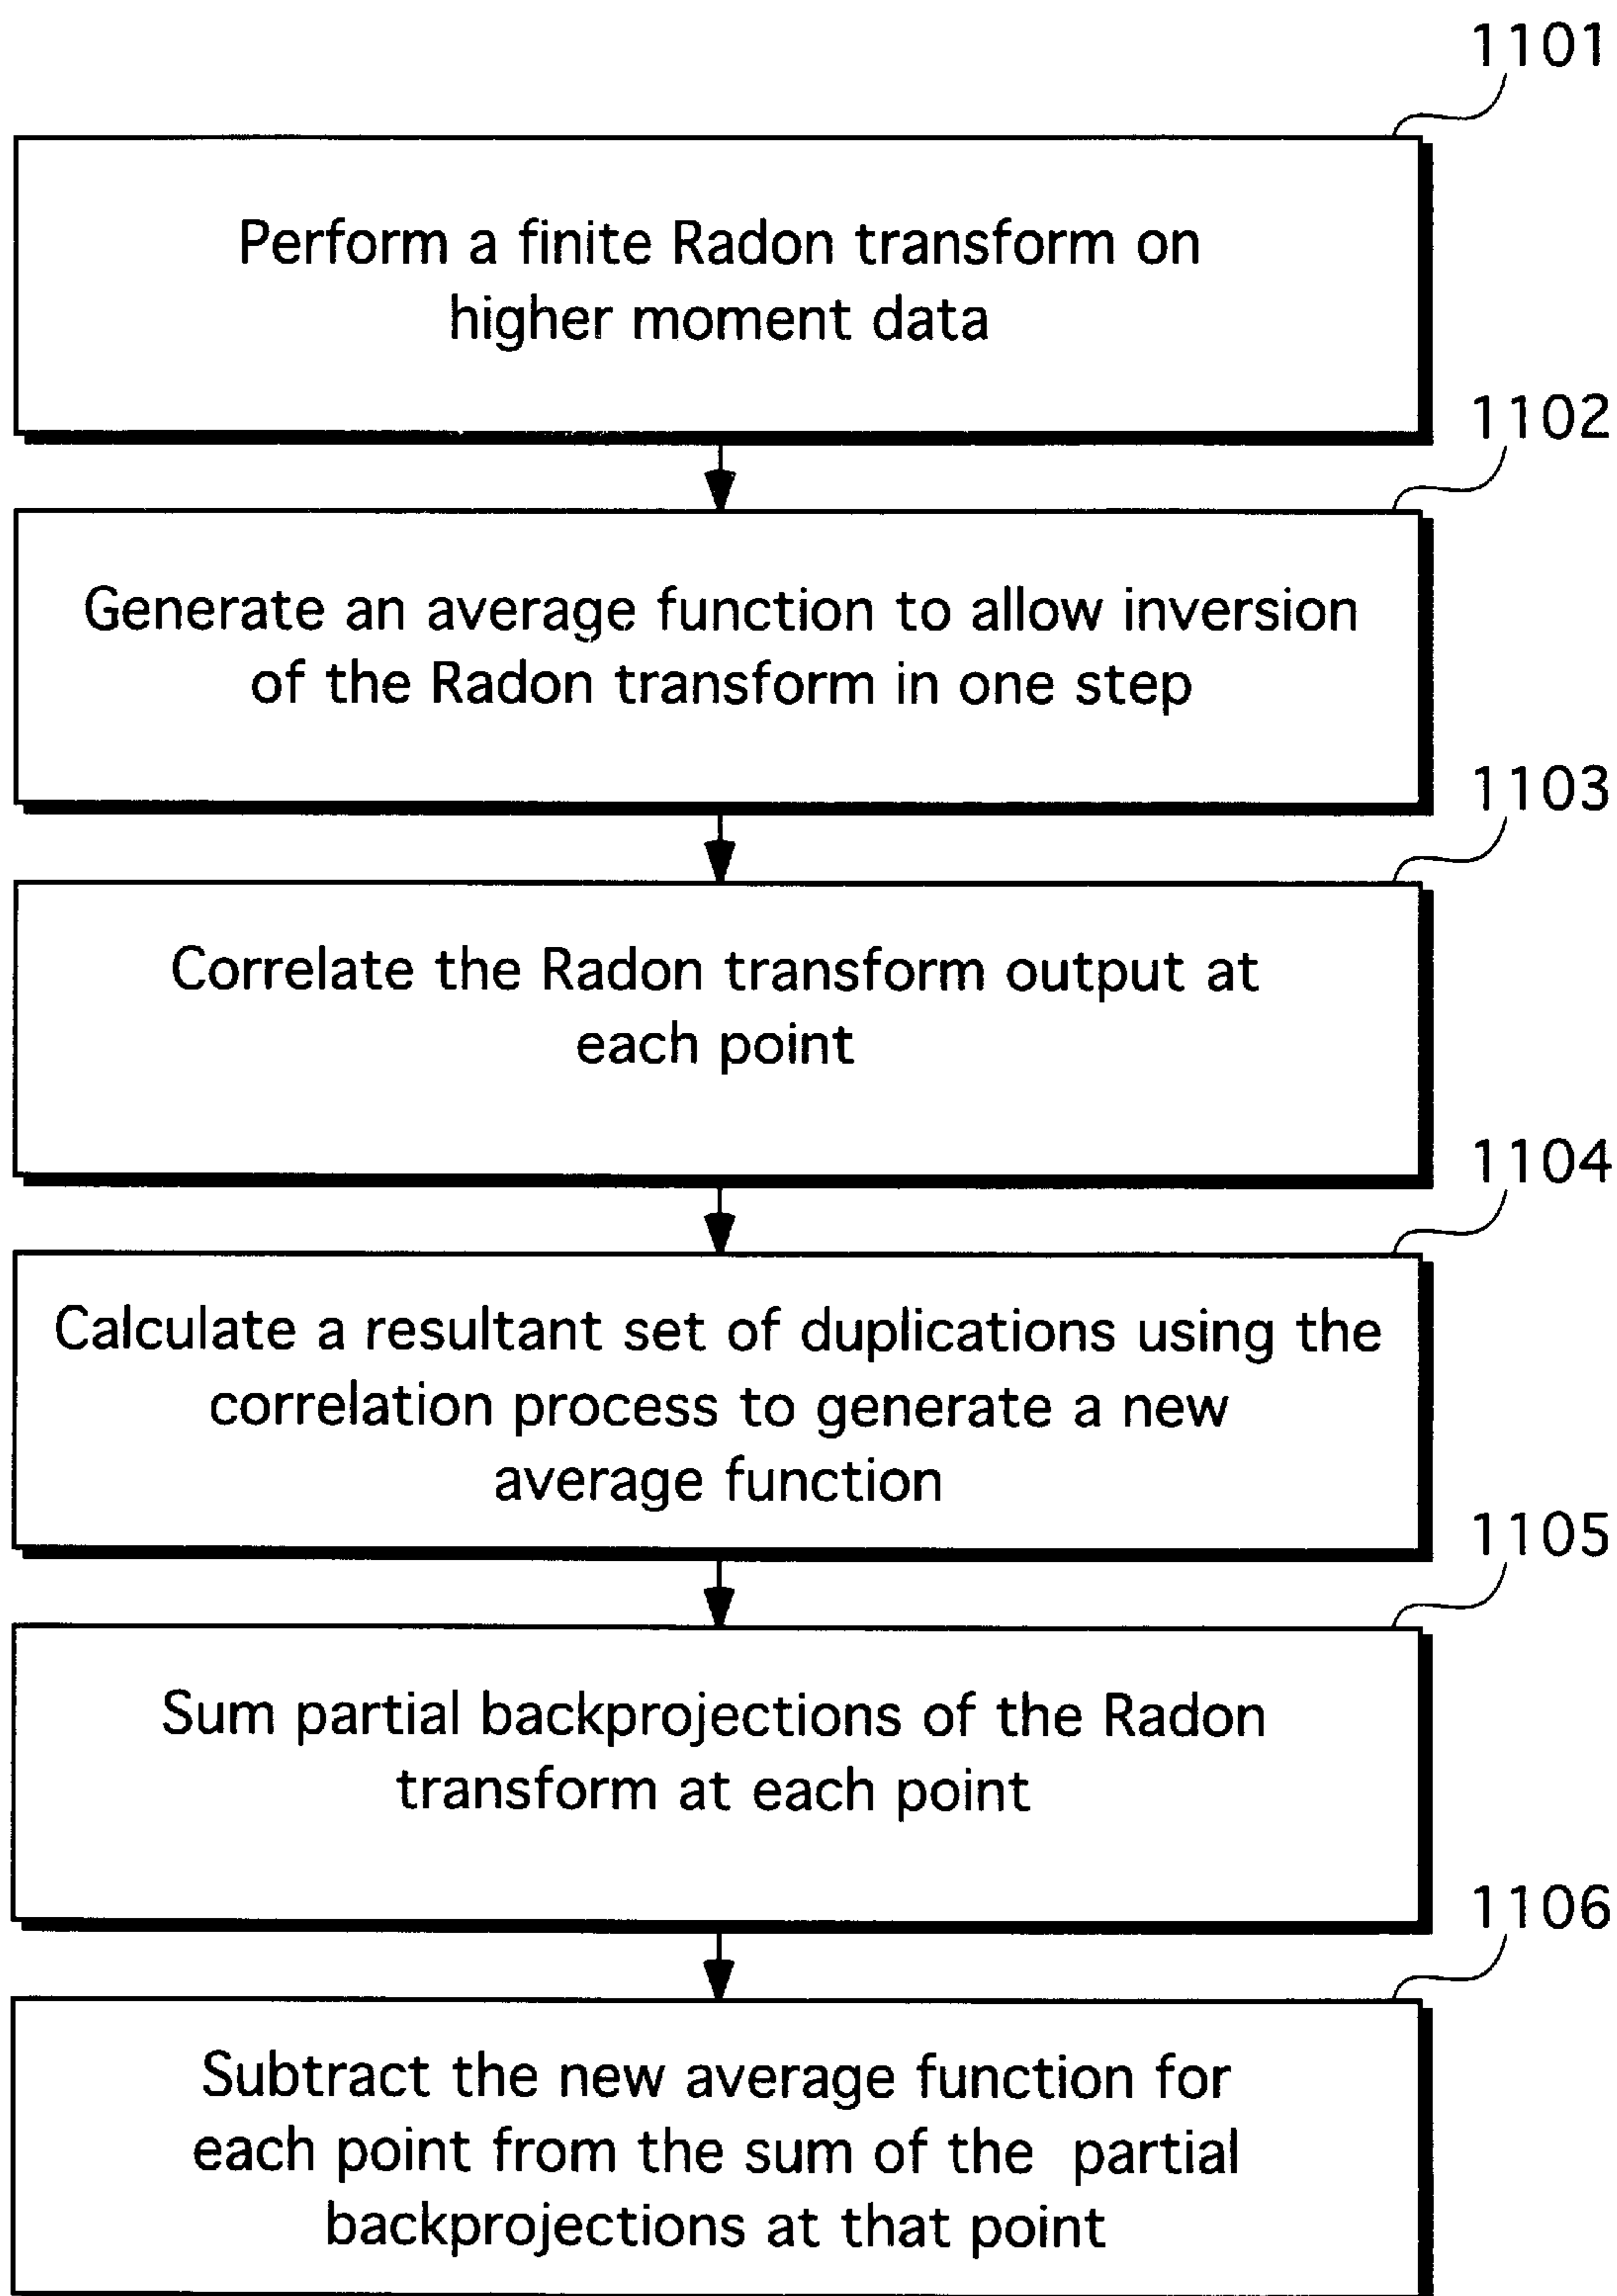 1101
Perform a finite Radon transform on
higher moment data
1102
Generate an average function to allow inversion
of the Radon transform in one step
1103
Correlate the Radon transform output at
each point
1104
Calculate a resultant set of duplications using the
correlation process to generate a new
average function
1105
Sum partial backprojections of the Radon
transform at each point
1106
Subtract the new average function for
each point from the sum of the partial
backprojections at that point